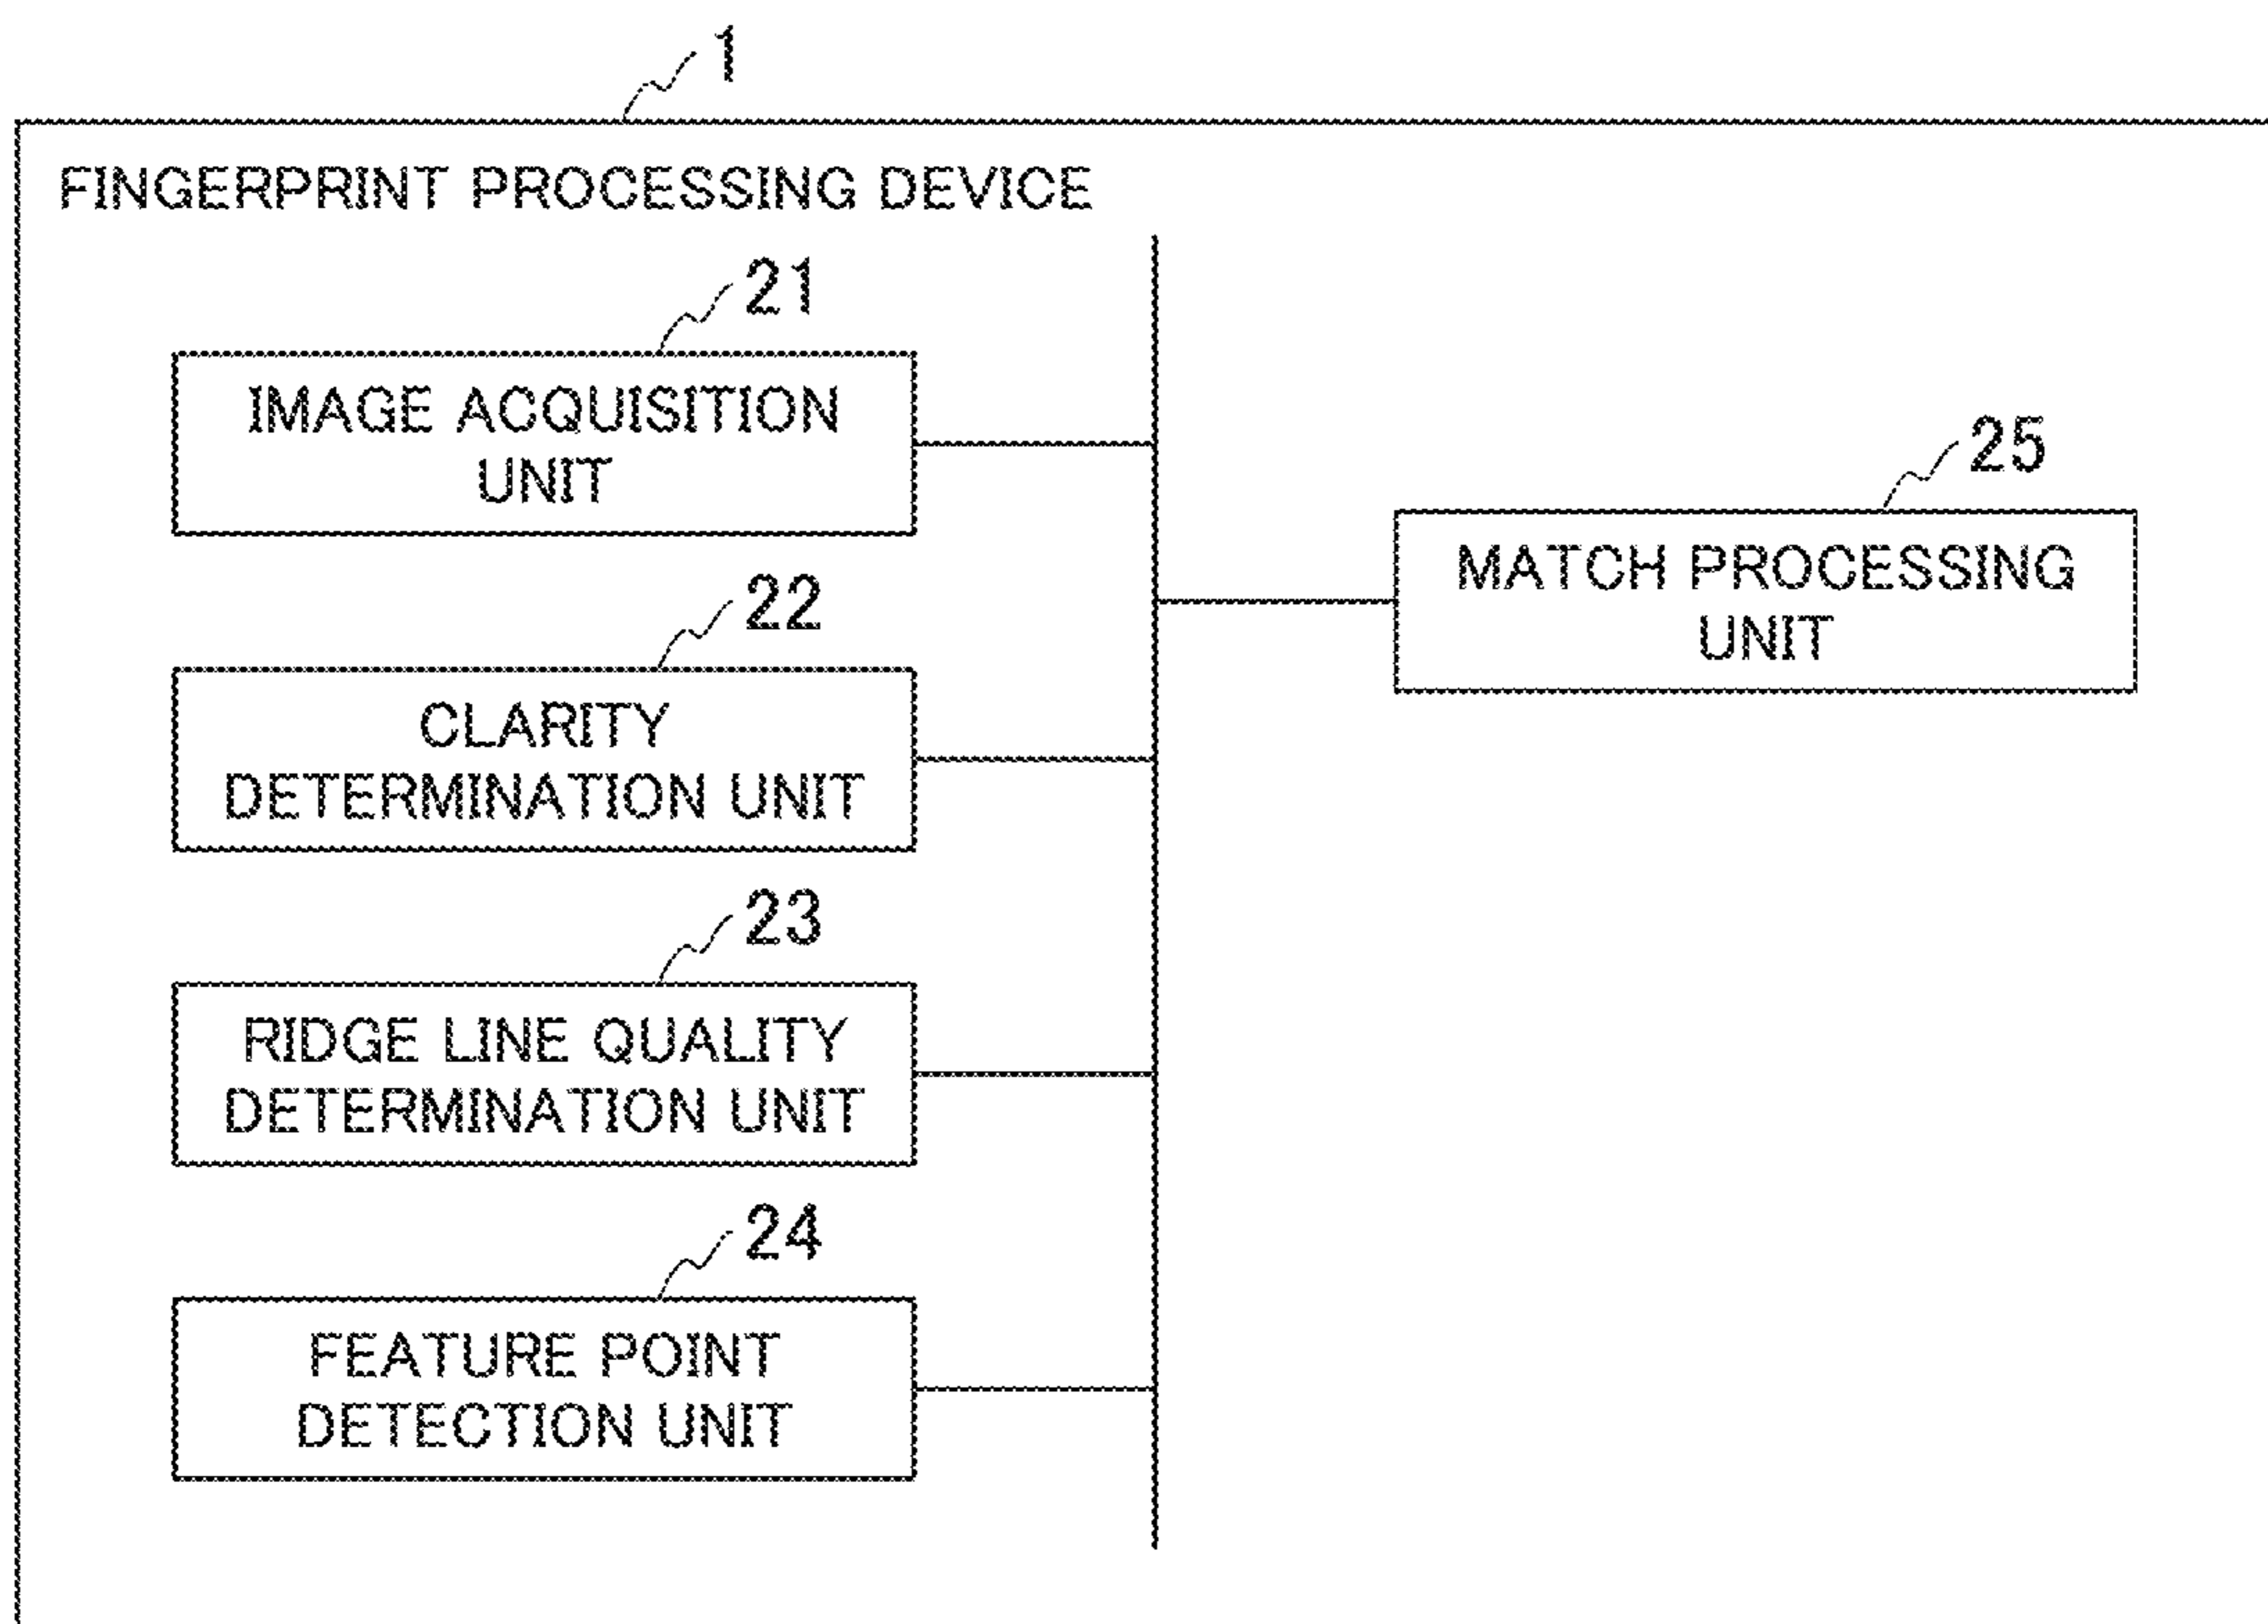 1
FINGERPRINT PROCESSING DEVICE
21
IMAGE ACQUISITION
UNIT
22
CLARITY
DETERMINATION UNIT
23
RIDGE LINE QUALITY
DETERMINATION UNIT
24
FEATURE POINT
DETECTION UNIT
25
MATCH PROCESSING
UNIT